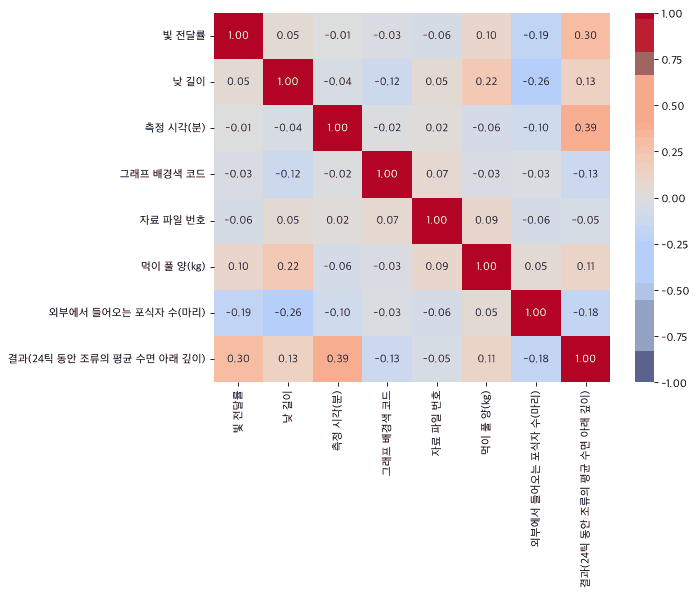 빛 전달률 1.00 0.05 -0.01 -0.03 -0.06 0.10 -0.19 0.30
낮 길이 0.05 1.00 -0.04 -0.12 0.05 0.22 -0.26 0.13
측정 시각(분) -0.01 -0.04 1.00 -0.02 0.02 -0.06 -0.10 0.39
그래프 배경색 코드 -0.03 -0.12 -0.02 1.00 0.07 -0.03 -0.03 -0.13
자료 파일 번호 -0.06 0.05 0.02 0.07 1.00 0.09 -0.06 -0.05
먹이 풀 양(kg) 0.10 0.22 -0.06 -0.03 0.09 1.00 0.05 0.11
외부에서 들어오는 포식자 수(마리) -0.19 -0.26 -0.10 -0.03 -0.06 0.05 1.00 -0.18
결과(24틱 동안 조류의 평균 수면 아래 깊이) 0.30 0.13 0.39 -0.13 -0.05 0.11 -0.18 1.00
빛 전달률
낮 길이
측정 시각(분)
그래프 배경색 코드
자료 파일 번호
먹이 풀 양(kg)
외부에서 들어오는 포식자 수(마리)
결과(24틱 동안 조류의 평균 수면 아래 깊이)
1.00
0.75
0.50
0.25
0.00
-0.25
-0.50
-0.75
-1.00